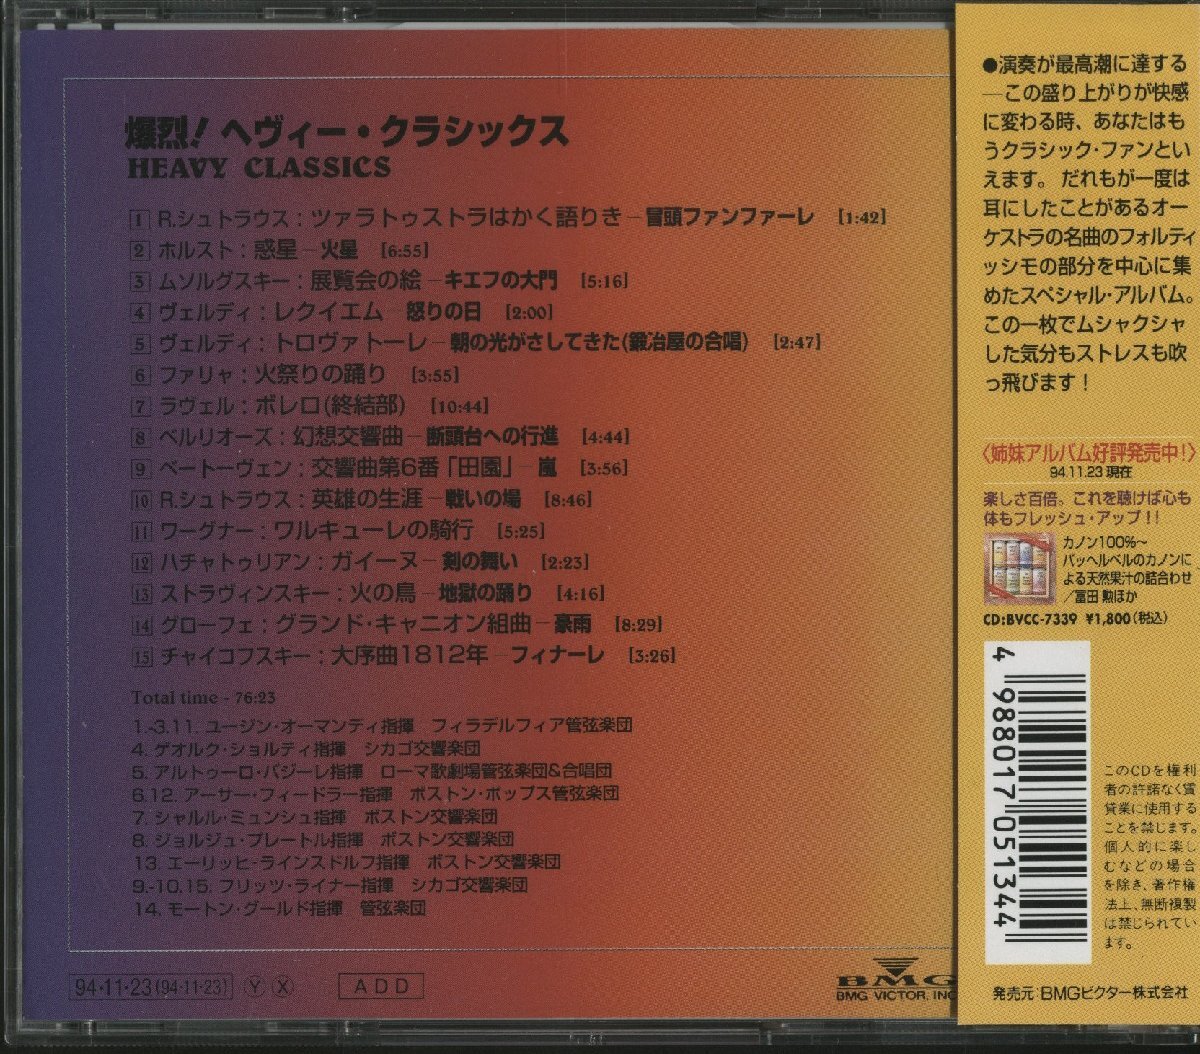 爆烈! ヘヴィー・クラシックス
HEAVY CLASSICS
1 R.シュトラウス：ツァラトゥストラはかく語りき－冒頭ファンファーレ [1:42]
2 ホルスト：惑星－火星 [6:55]
3 ムソルグスキー：展覧会の絵－キエフの大門 [5:16]
4 ヴェルディ：レクイエム 怒りの日 [2:00]
5 ヴェルディ：トロヴァトーレ－朝の光がさしてきた(鍛冶屋の合唱) [2:47]
6 ファリャ：火祭りの踊り [3:55]
7 ラヴェル：ボレロ(終結部) [10:44]
8 ベルリオーズ：幻想交響曲－断頭台への行進 [4:44]
9 ベートーヴェン：交響曲第6番「田園」－嵐 [3:56]
10 R.シュトラウス：英雄の生涯－戦いの場 [8:46]
11 ワーグナー：ワルキューレの騎行 [5:25]
12 ハチャトゥリアン：ガイーヌ－剣の舞い [2:23]
13 ストラヴィンスキー：火の鳥－地獄の踊り [4:16]
14 グローフェ：グランド・キャニオン組曲－豪雨 [8:29]
15 チャイコフスキー：大序曲1812年－フィナーレ [3:26]
Total time - 76:23
1.-3.11. ユージン・オーマンディ指揮 フィラデルフィア管弦楽団
4. ゲオルク・ショルティ指揮 シカゴ交響楽団
5. アルトゥーロ・バジーレ指揮 ローマ歌劇場管弦楽団&合唱団
6.12. アーサー・フィードラー指揮 ボストン・ポップス管弦楽団
7. シャルル・ミュンシュ指揮 ボストン交響楽団
8. ジョルジュ・プレートル指揮 ボストン交響楽団
13. エーリッヒ・ラインスドルフ指揮 ボストン交響楽団
9.-10.15. フリッツ・ライナー指揮 シカゴ交響楽団
14. モートン・グールド指揮 管弦楽団
94・11・23(94・11・23) Y X ADD
BMG
BMG VICTOR, INC
●演奏が最高潮に達する
―この盛り上がりが快感
に変わる時、あなたはも
うクラシック・ファンとい
えます。だれもが一度は
耳にしたことがあるオー
ケストラの名曲のフォルティ
ッシモの部分を中心に集
めたスペシャル・アルバム。
この一枚でムシャクシャ
した気分もストレスも吹
っ飛びます！
〈姉妹アルバム好評発売中！〉
94.11.23 現在
楽しさ百倍。これを聴けば心も
体もフレッシュ・アップ！！
カノン100%～
パッヘルベルのカノンに
よる天然果汁の詰合わせ
／冨田 勲ほか
CD:BVCC-7339 ¥1,800(税込)
4 988017 051344
このCDを権利
者の許諾なく賃
貸業に使用する
ことを禁じます。
個人的に楽し
むなどの場合
を除き、著作権
法上、無断複製
は禁じられてい
ます。
発売元:BMGビクター株式会社